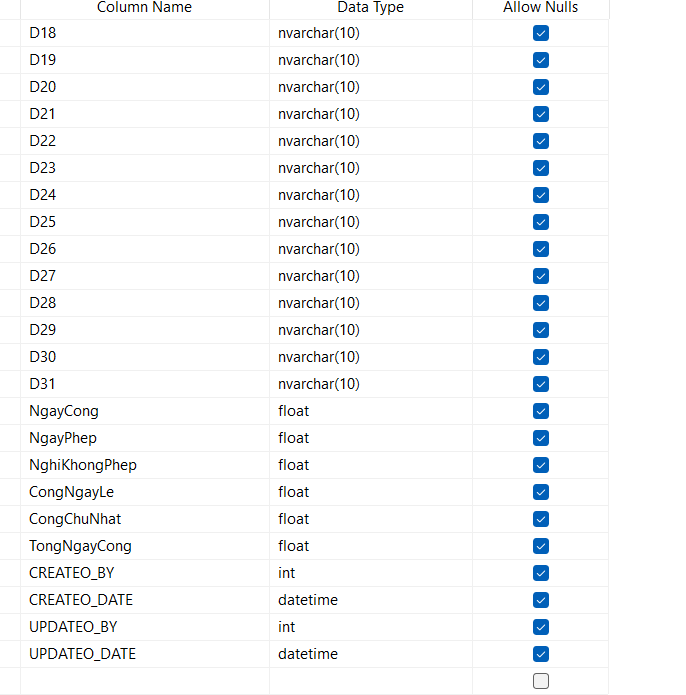 Column Name Data Type Allow Nulls
D18 nvarchar(10)
D19 nvarchar(10)
D20 nvarchar(10)
D21 nvarchar(10)
D22 nvarchar(10)
D23 nvarchar(10)
D24 nvarchar(10)
D25 nvarchar(10)
D26 nvarchar(10)
D27 nvarchar(10)
D28 nvarchar(10)
D29 nvarchar(10)
D30 nvarchar(10)
D31 nvarchar(10)
NgayCong float
NgayPhep float
NghiKhongPhep float
CongNgayLe float
CongChuNhat float
TongNgayCong float
CREATEO_BY int
CREATEO_DATE datetime
UPDATEO_BY int
UPDATEO_DATE datetime